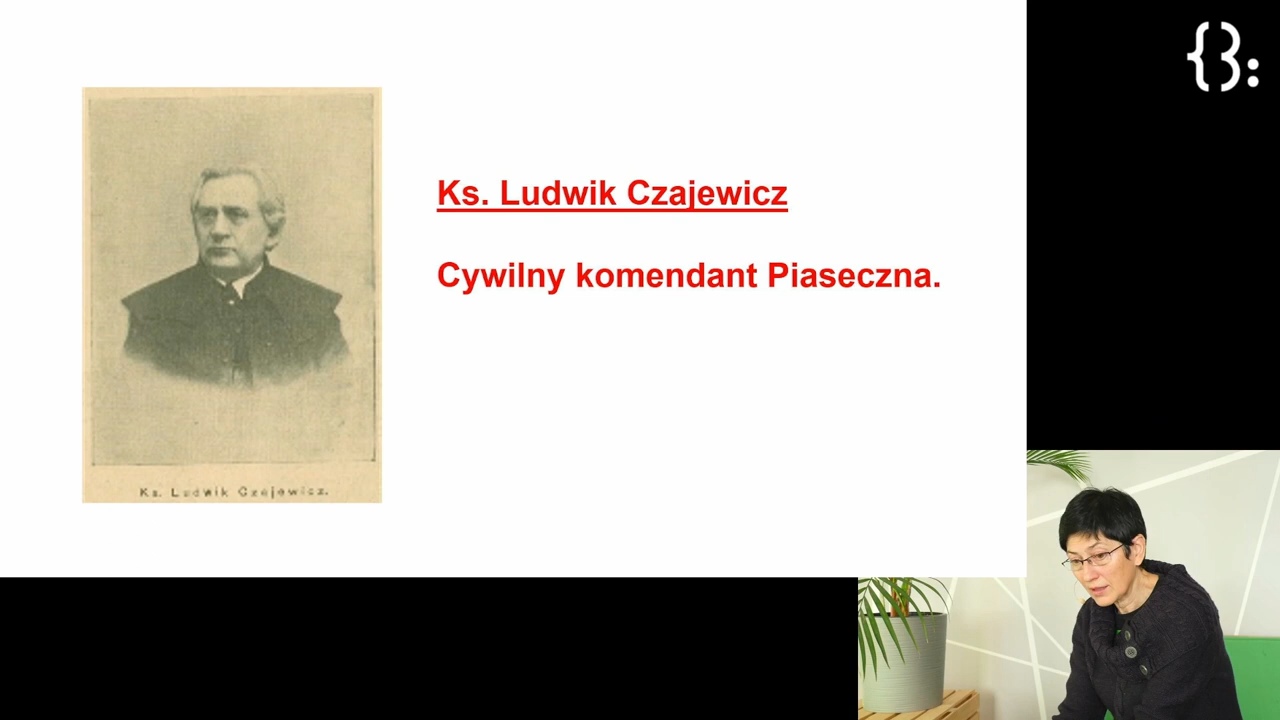 Ks. Ludwik Czajewicz
Cywilny komendant Piaseczna.
Ks. Ludwik Czajewicz.
{B: